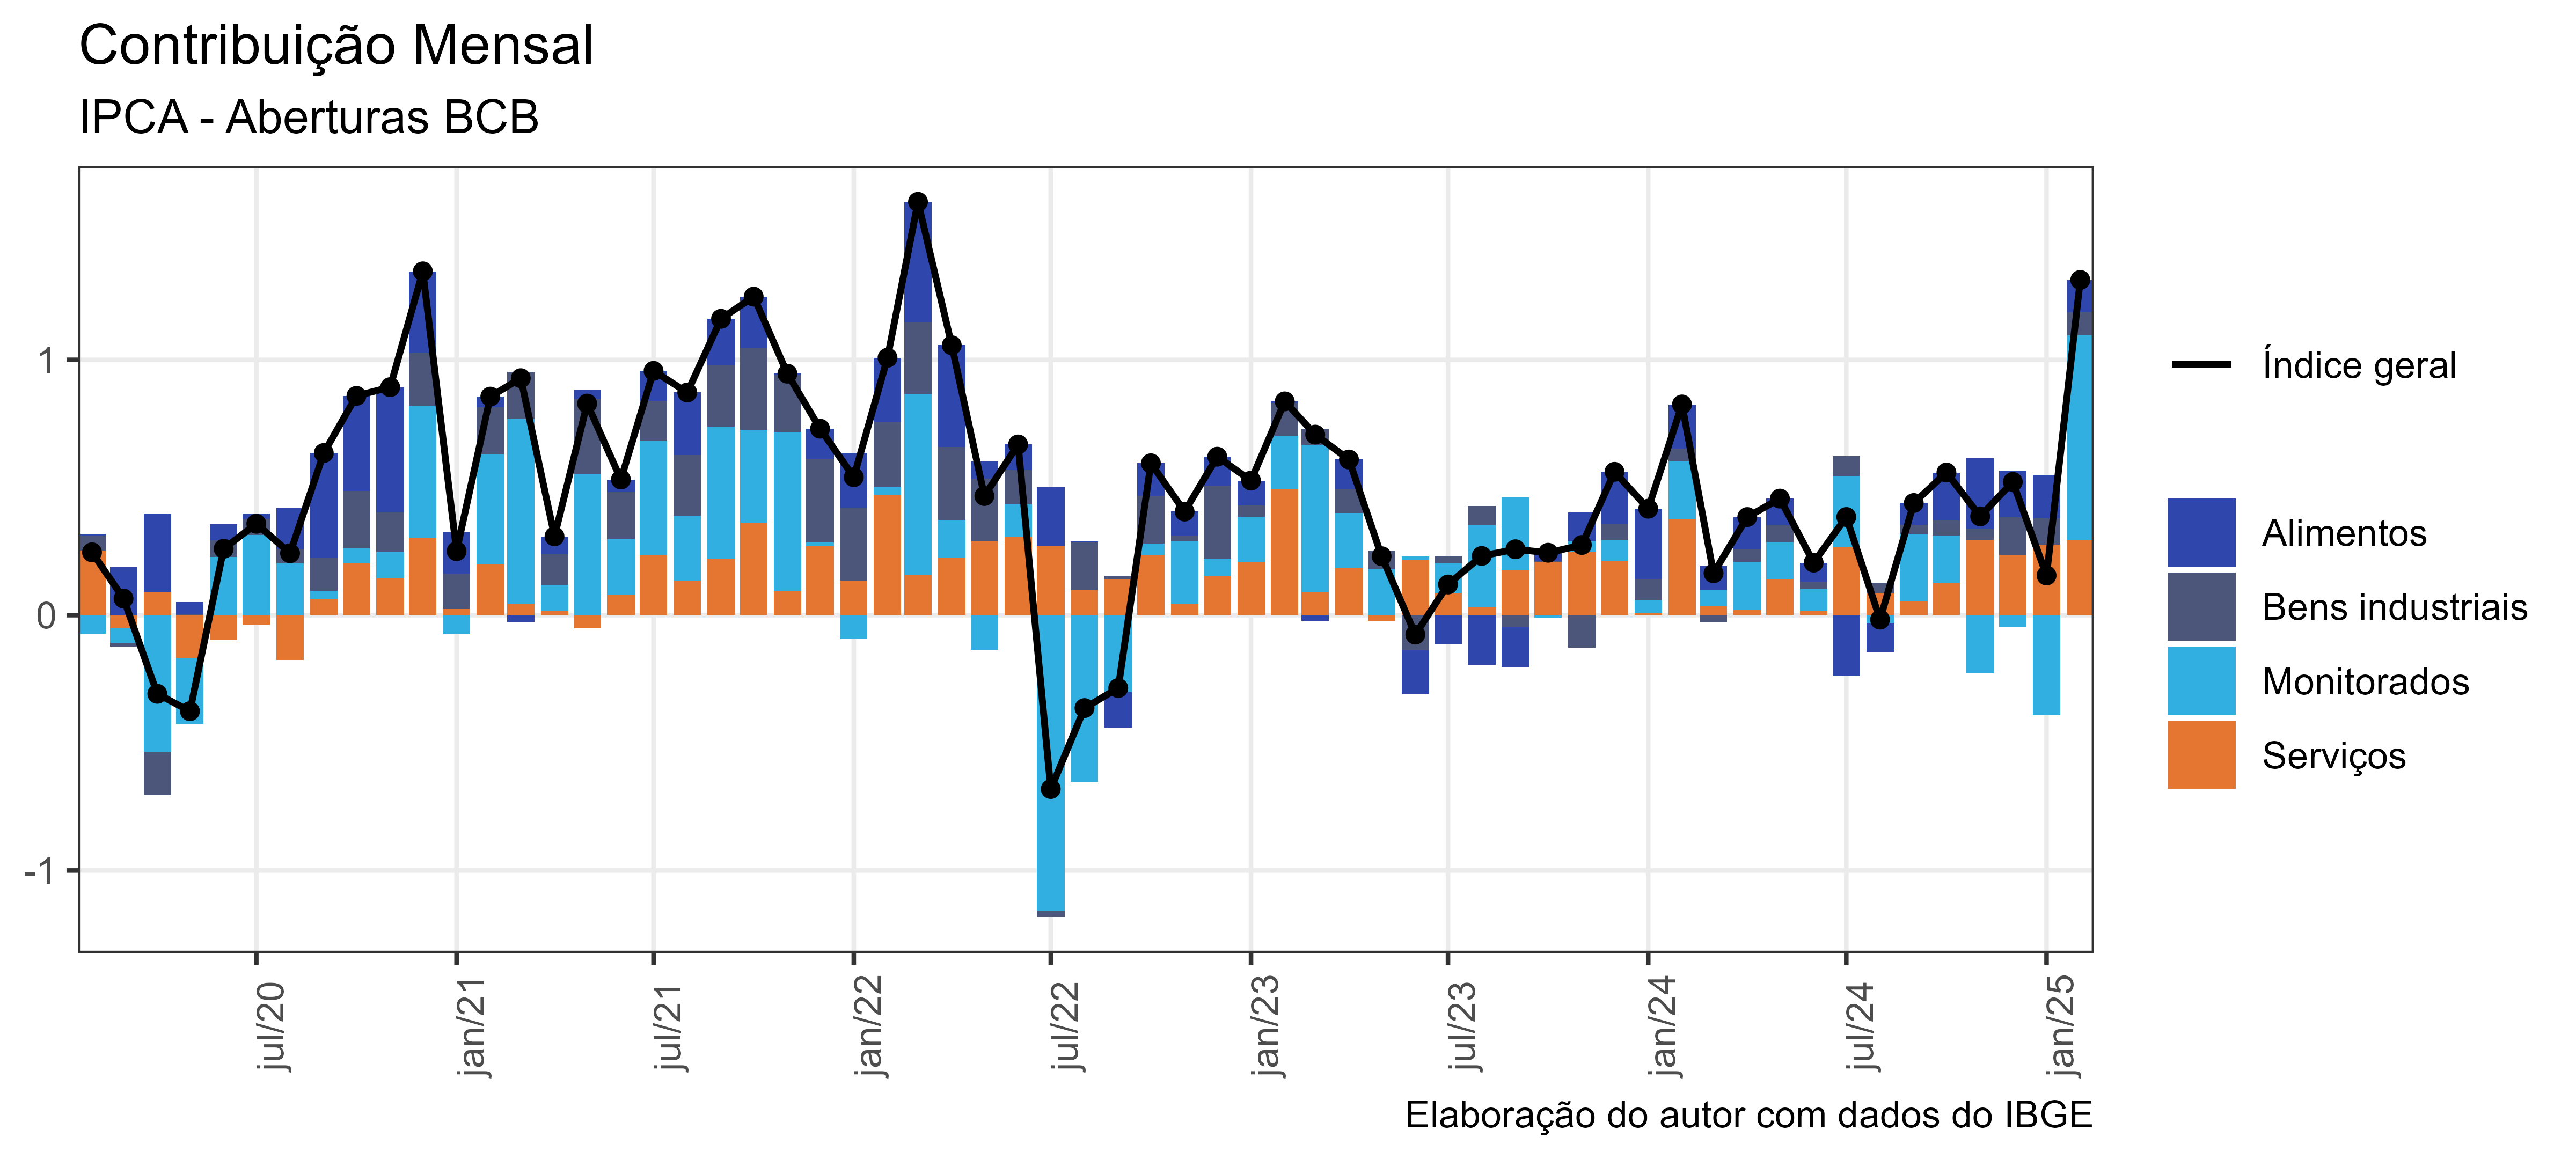 Contribuição Mensal
IPCA - Aberturas BCB
1
0
-1
jul/20
jan/21
jul/21
jan/22
jul/22
jan/23
jul/23
jan/24
jul/24
jan/25
Índice geral
Alimentos
Bens industriais
Monitorados
Serviços
Elaboração do autor com dados do IBGE